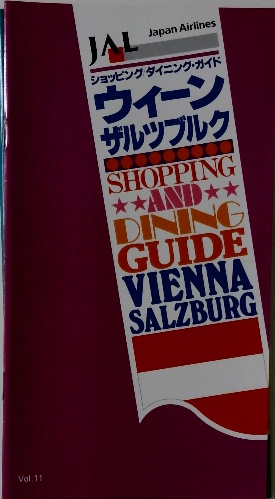 JAL Japan Airlines
ショッピング ダイニング・ガイド
ウィーン
ザルツブルク
SHOPPING
★★AND★★
DINING
GUIDE
VIENNA
SALZBURG
Vol.11